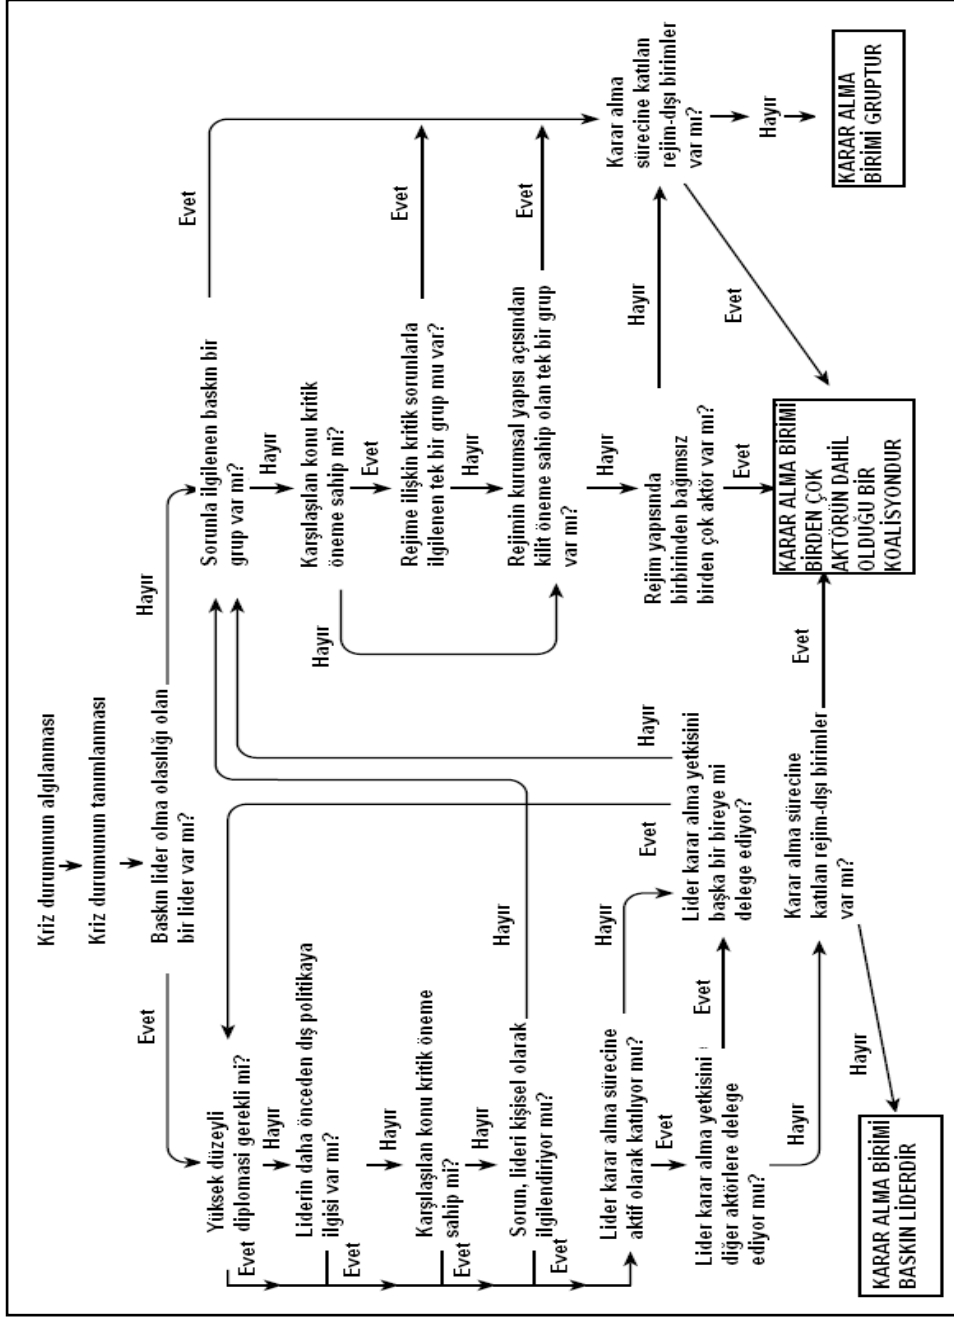 Kriz durumunun algılanması
Kriz durumunun tanımlanması
Baskın lider olma olasılığı olan
bir lider var mı?
Evet
Hayır
Yüksek düzeyli
diplomasi gerekli mi?
Evet
Hayır
Liderin daha önceden dış politikaya
ilgisi var mı?
Evet
Hayır
Karşılaşılan konu kritik öneme
sahip mi?
Evet
Hayır
Sorun, lideri kişisel olarak
ilgilendiriyor mu?
Evet
Hayır
Lider karar alma sürecine
aktif olarak katılıyor mu?
Evet
Hayır
Lider karar alma yetkisini
diğer aktörlere delege
ediyor mu?
Evet
Hayır
Lider karar alma yetkisini
başka bir bireye mi
delege ediyor?
Evet
Hayır
Karar alma sürecine
katılan rejim-dışı birimler
var mı?
Evet
Hayır
KARAR ALMA BİRİMİ
BASKIN LİDERDİR
Sorunla ilgilenen baskın bir
grup var mı?
Evet
Hayır
Karşılaşılan konu kritik
öneme sahip mi?
Evet
Hayır
Rejime ilişkin kritik sorunlarla
ilgilenen tek bir grup mu var?
Evet
Hayır
Rejimin kurumsal yapısı açısından
kilit öneme sahip olan tek bir grup
var mı?
Evet
Hayır
Rejim yapısında
birbirinden bağımsız
birden çok aktör var mı?
Evet
Hayır
KARAR ALMA BİRİMİ
BİRDEN ÇOK
AKTÖRÜN DAHİL
OLDUĞU BİR
KOALİSYONDUR
Karar alma
sürecine katılan
rejim-dışı birimler
var mı?
Evet
Hayır
KARAR ALMA
BİRİMİ GRUPTUR